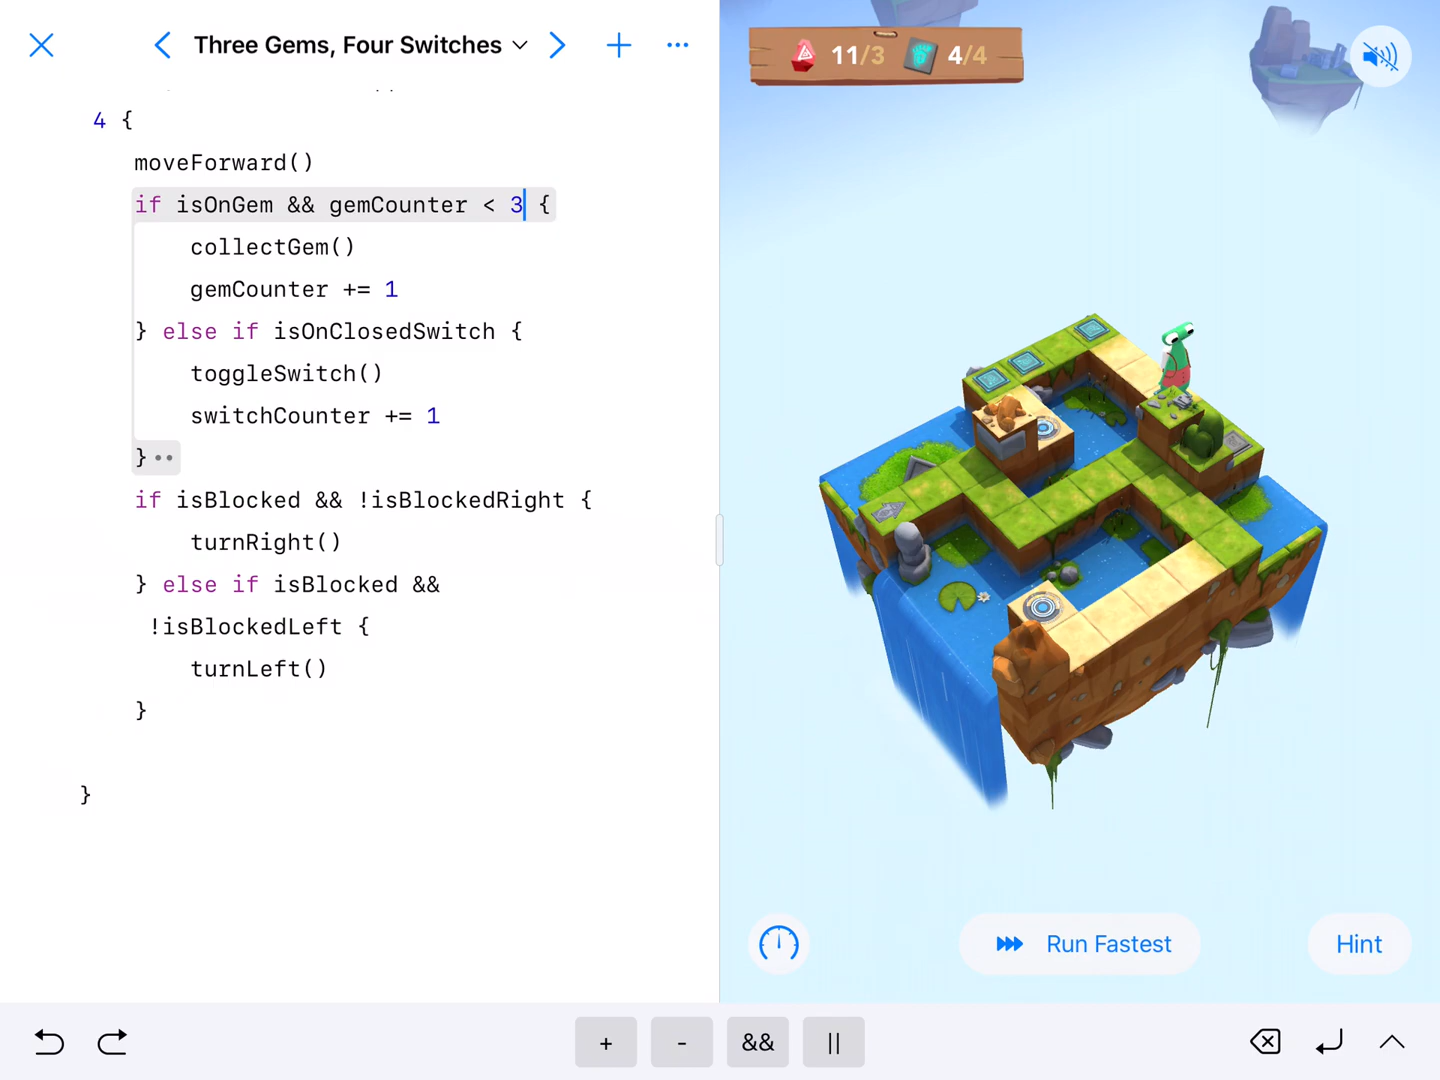 Three Gems, Four Switches
11/3 4/4
4 {
moveForward()
if isOnGem && gemCounter < 3 {
collectGem()
gemCounter += 1
} else if isOnClosedSwitch {
toggleSwitch()
switchCounter += 1
}
if isBlocked && !isBlockedRight {
turnRight()
} else if isBlocked &&
!isBlockedLeft {
turnLeft()
}
}
Run Fastest
Hint
+ - && ||